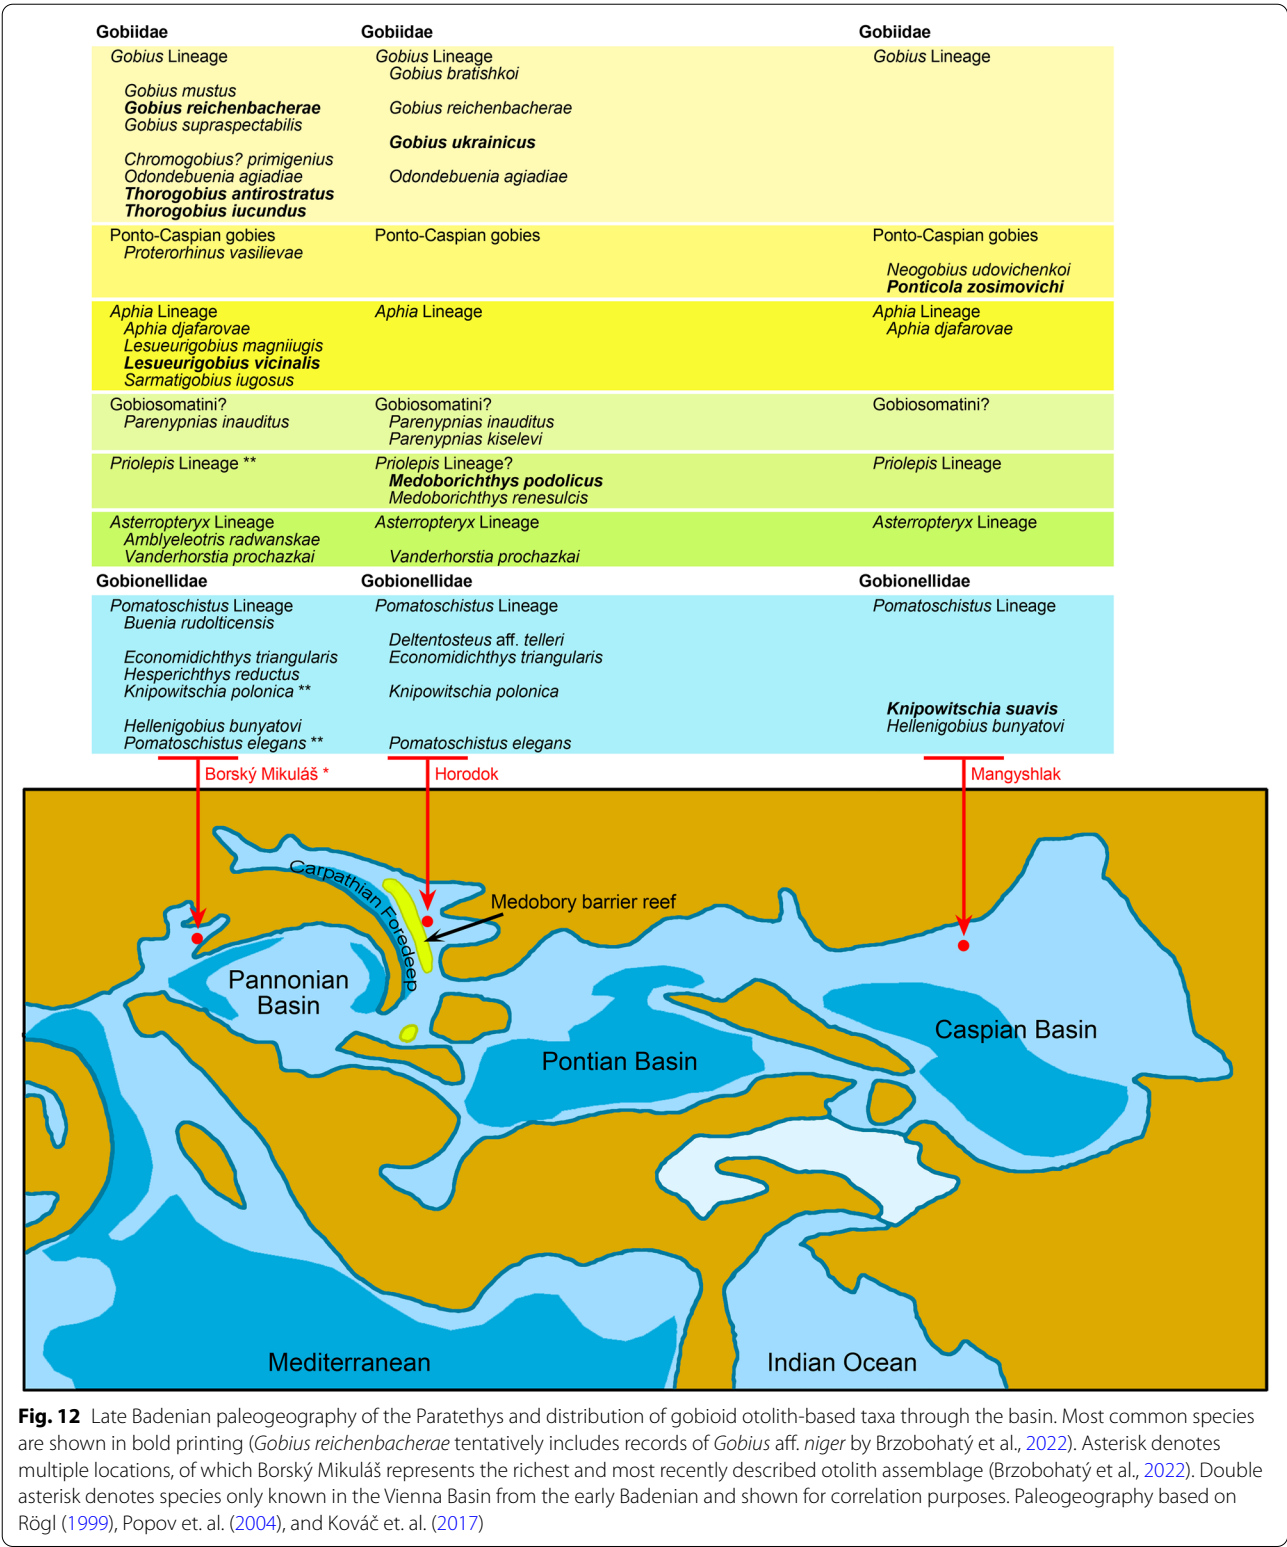 Gobiidae Gobiidae Gobiidae
Gobius Lineage Gobius Lineage Gobius Lineage
Gobius bratishkoi
Gobius mustus
Gobius reichenbacherae Gobius reichenbacherae
Gobius supraspectabilis
Gobius ukrainicus
Chromogobius? primigenius
Odondebuenia agiadiae Odondebuenia agiadiae
Thorogobius antirostratus
Thorogobius iucundus
Ponto-Caspian gobies Ponto-Caspian gobies Ponto-Caspian gobies
Proterorhinus vasilievae
Neogobius udovichenkoi
Ponticola zosimovichi
Aphia Lineage Aphia Lineage Aphia Lineage
Aphia djafarovae Aphia djafarovae
Lesueurigobius magniiugis
Lesueurigobius vicinalis
Sarmatigobius iugosus
Gobiosomatini? Gobiosomatini? Gobiosomatini?
Parenypnias inauditus Parenypnias inauditus
Parenypnias kiselevi
Priolepis Lineage ** Priolepis Lineage? Priolepis Lineage
Medoborichthys podolicus
Medoborichthys renesulcis
Asterropteryx Lineage Asterropteryx Lineage Asterropteryx Lineage
Amblyeleotris radwanskae
Vanderhorstia prochazkai Vanderhorstia prochazkai
Gobionellidae Gobionellidae Gobionellidae
Pomatoschistus Lineage Pomatoschistus Lineage Pomatoschistus Lineage
Buenia rudolticensis
Deltentosteus aff. telleri
Economidichthys triangularis Economidichthys triangularis
Hesperichthys reductus
Knipowitschia polonica ** Knipowitschia polonica
Knipowitschia suavis
Hellenigobius bunyatovi Hellenigobius bunyatovi
Pomatoschistus elegans ** Pomatoschistus elegans
Borský Mikuláš * Horodok Mangyshlak
Carpathian Foredeep
Medobory barrier reef
Pannonian
Basin
Caspian Basin
Pontian Basin
Mediterranean
Indian Ocean
Fig. 12 Late Badenian paleogeography of the Paratethys and distribution of gobioid otolith-based taxa through the basin. Most common species
are shown in bold printing (Gobius reichenbacherae tentatively includes records of Gobius aff. niger by Brzobohatý et al., 2022). Asterisk denotes
multiple locations, of which Borský Mikuláš represents the richest and most recently described otolith assemblage (Brzobohatý et al., 2022). Double
asterisk denotes species only known in the Vienna Basin from the early Badenian and shown for correlation purposes. Paleogeography based on
Rögl (1999), Popov et. al. (2004), and Kováč et. al. (2017)